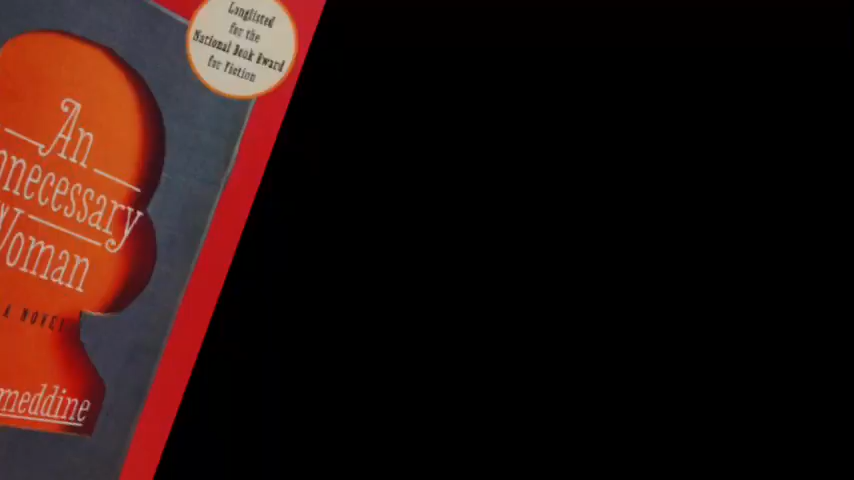 Longlisted
for the
National Book Award
for Fiction
An
nnecessary
Woman
A NOVEL
meddine